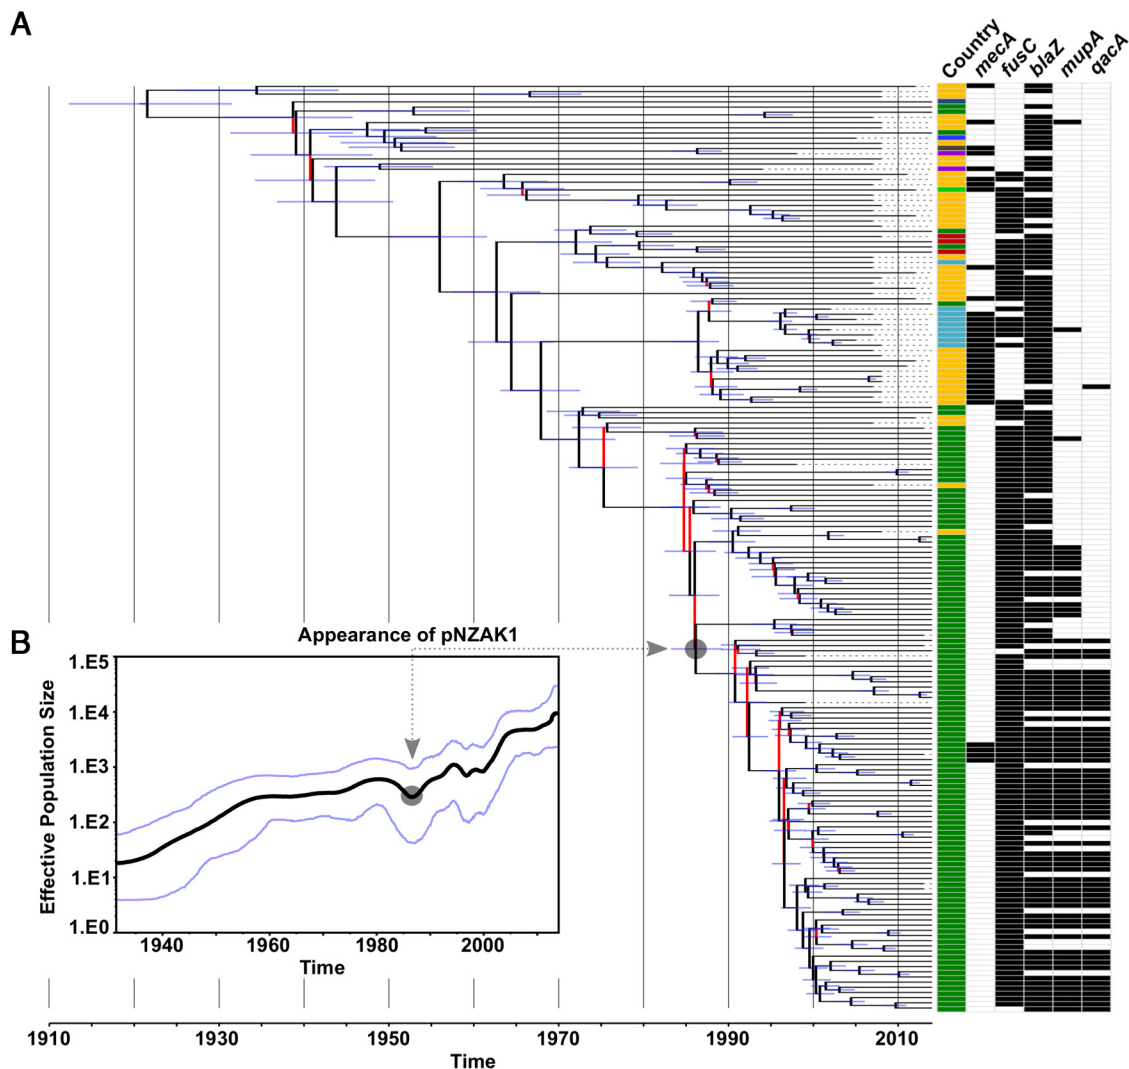 A
Country
mecA
fusC
blaZ
mupA
qacA
B
Appearance of pNZAK1
Effective Population Size
1.E5
1.E4
1.E3
1.E2
1.E1
1.E0
1940 1960 1980 2000
Time
1910 1930 1950 1970 1990 2010
Time